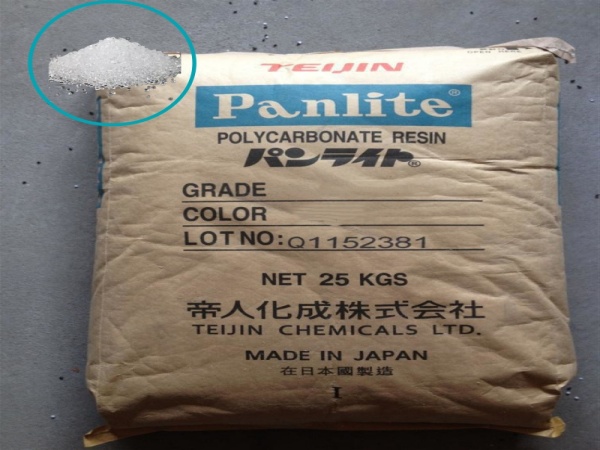 TEIJIN
Panlite®
POLYCARBONATE RESIN
パンライト®
GRADE
COLOR
LOT NO: Q1152381
NET 25 KGS
帝人化成株式会社
TEIJIN CHEMICALS LTD.
MADE IN JAPAN
在日本國製造
I